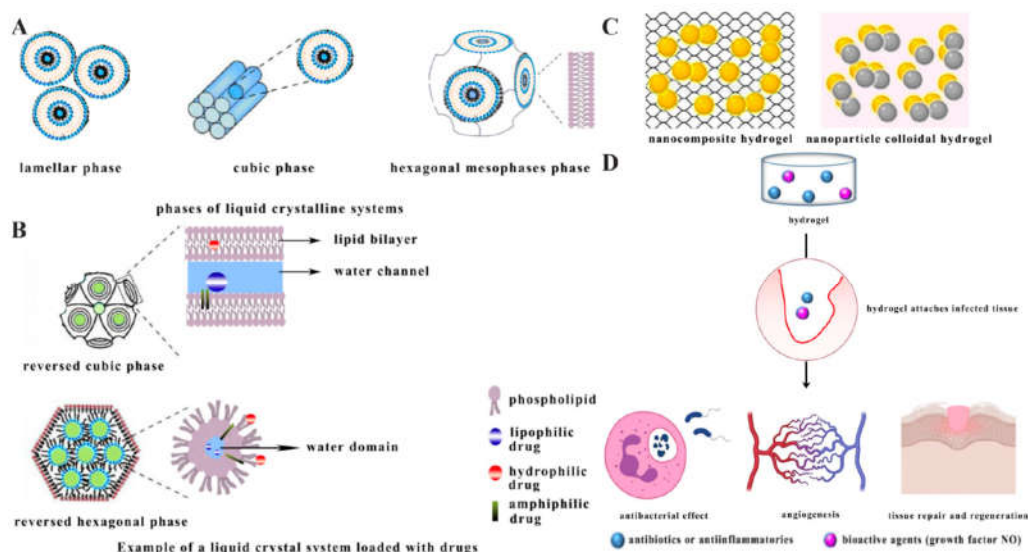 A
lamellar phase
cubic phase
hexagonal mesophases phase
phases of liquid crystalline systems
B
lipid bilayer
water channel
reversed cubic phase
water domain
reversed hexagonal phase
phospholipid
lipophilic
drug
hydrophilic
drug
amphiphilic
drug
Example of a liquid crystal system loaded with drugs
C
nanocomposite hydrogel
nanoparticle colloidal hydrogel
D
hydrogel
hydrogel attaches infected tissue
antibacterial effect
angiogenesis
tissue repair and regeneration
antibiotics or antiinflammatories
bioactive agents (growth factor NO)